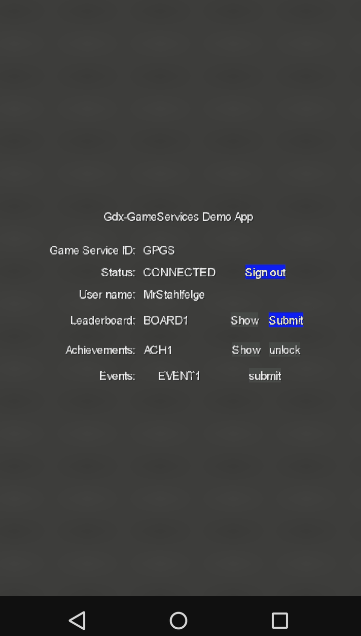 Gdx-GameServices Demo App
Game Service ID: GPGS
Status: CONNECTED Sign out
User name: MrStahlfelge
Leaderboard: BOARD1 Show Submit
Achievements: ACH1 Show unlock
Events: EVENT1 submit